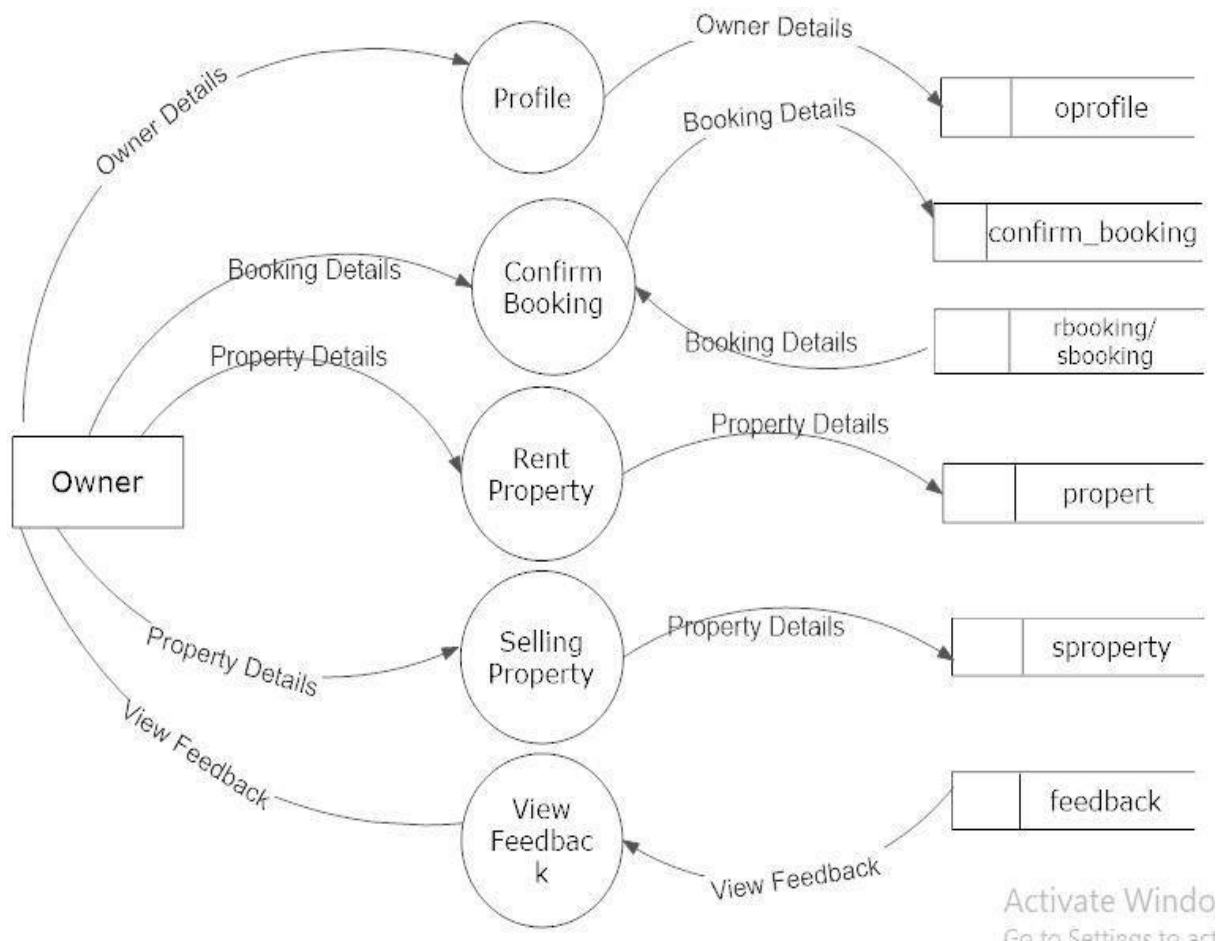 Owner Details
Profile
Owner Details
oprofile
Booking Details
confirm_booking
Booking Details
Confirm
Booking
Booking Details
rbooking/
sbooking
Property Details
Rent
Property
Property Details
propert
Owner
Property Details
Selling
Property
Property Details
sproperty
View Feedback
View
Feedbac
k
View Feedback
feedback
Activate Windo
Go to Settings to act